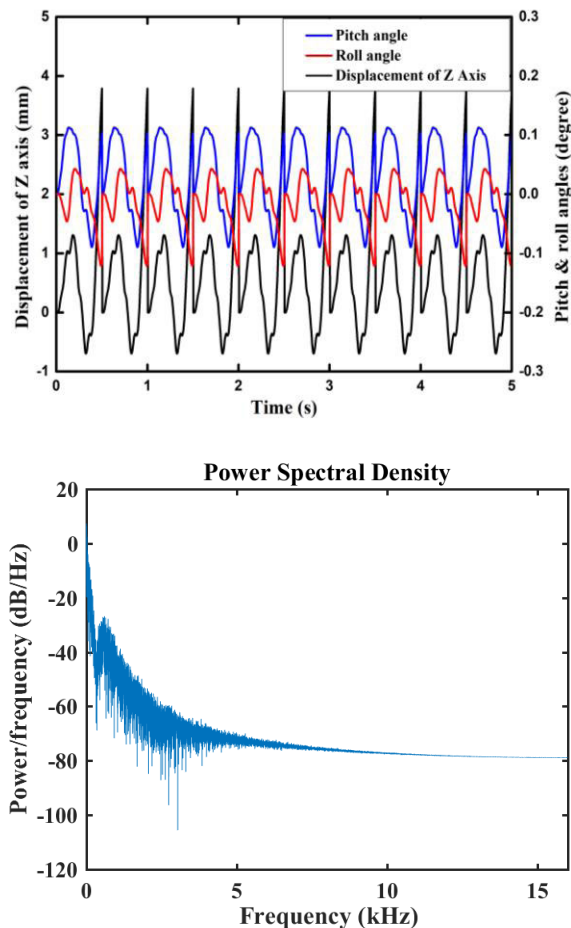 5
4
3
2
1
0
-1
0.3
0.2
0.1
0.0
-0.1
-0.2
-0.3
Displacement of Z axis (mm)
Pitch & roll angles (degree)
Pitch angle
Roll angle
Displacement of Z Axis
0 1 2 3 4 5
Time (s)
Power Spectral Density
20
0
-20
-40
-60
-80
-100
-120
Power/frequency (dB/Hz)
0 5 10 15
Frequency (kHz)